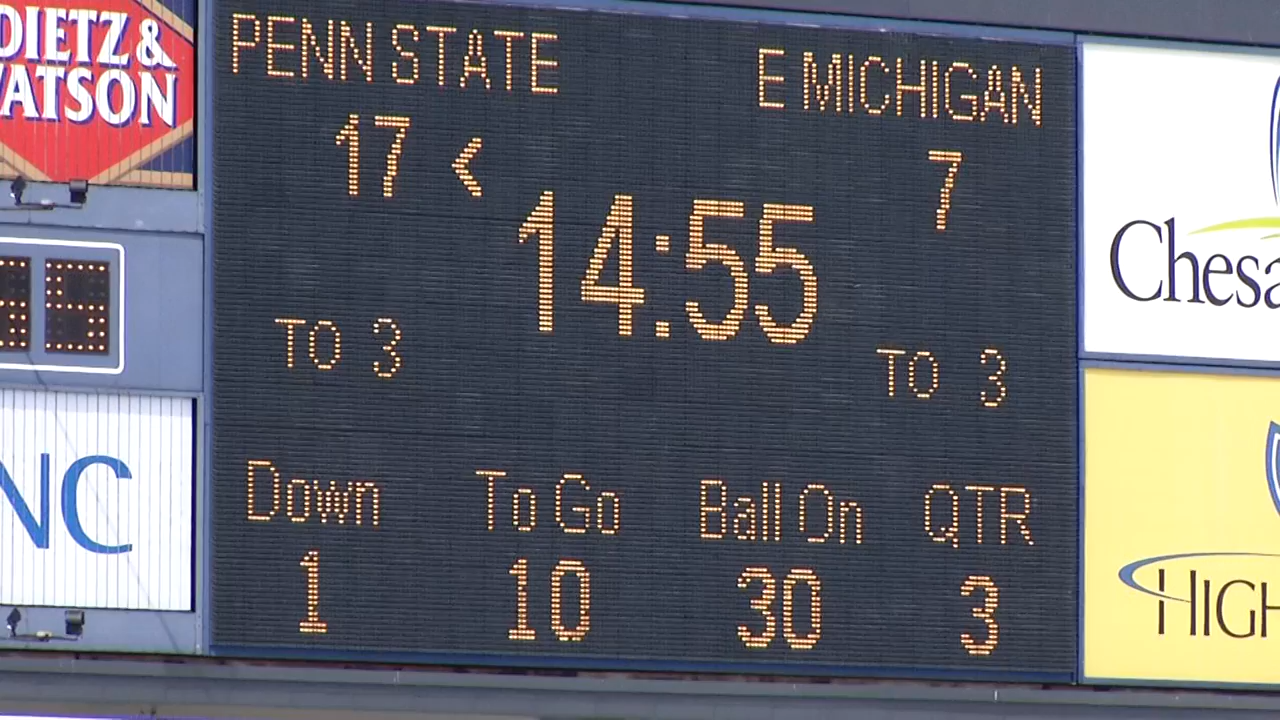 DIETZ &
WATSON
PENN STATE
E MICHIGAN
17 <
7
14:55
TO 3
TO 3
NC
Down
To Go
Ball On
QTR
1
10
30
3
Chesa
HIGH